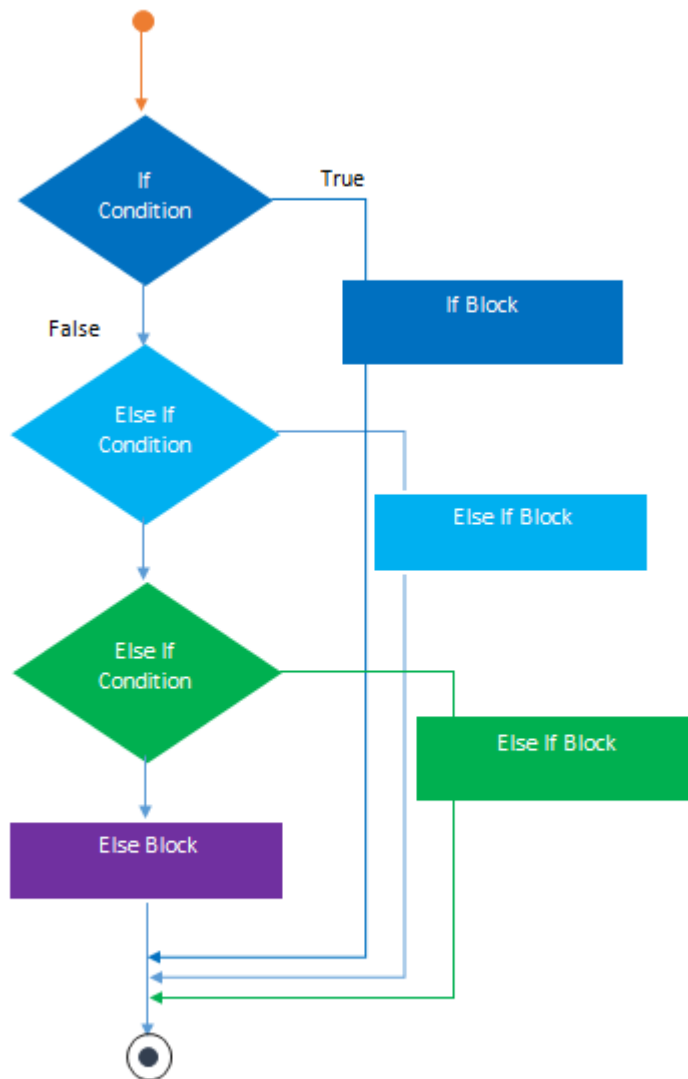 If
Condition
True
If Block
False
Else If
Condition
Else If Block
Else If
Condition
Else If Block
Else Block